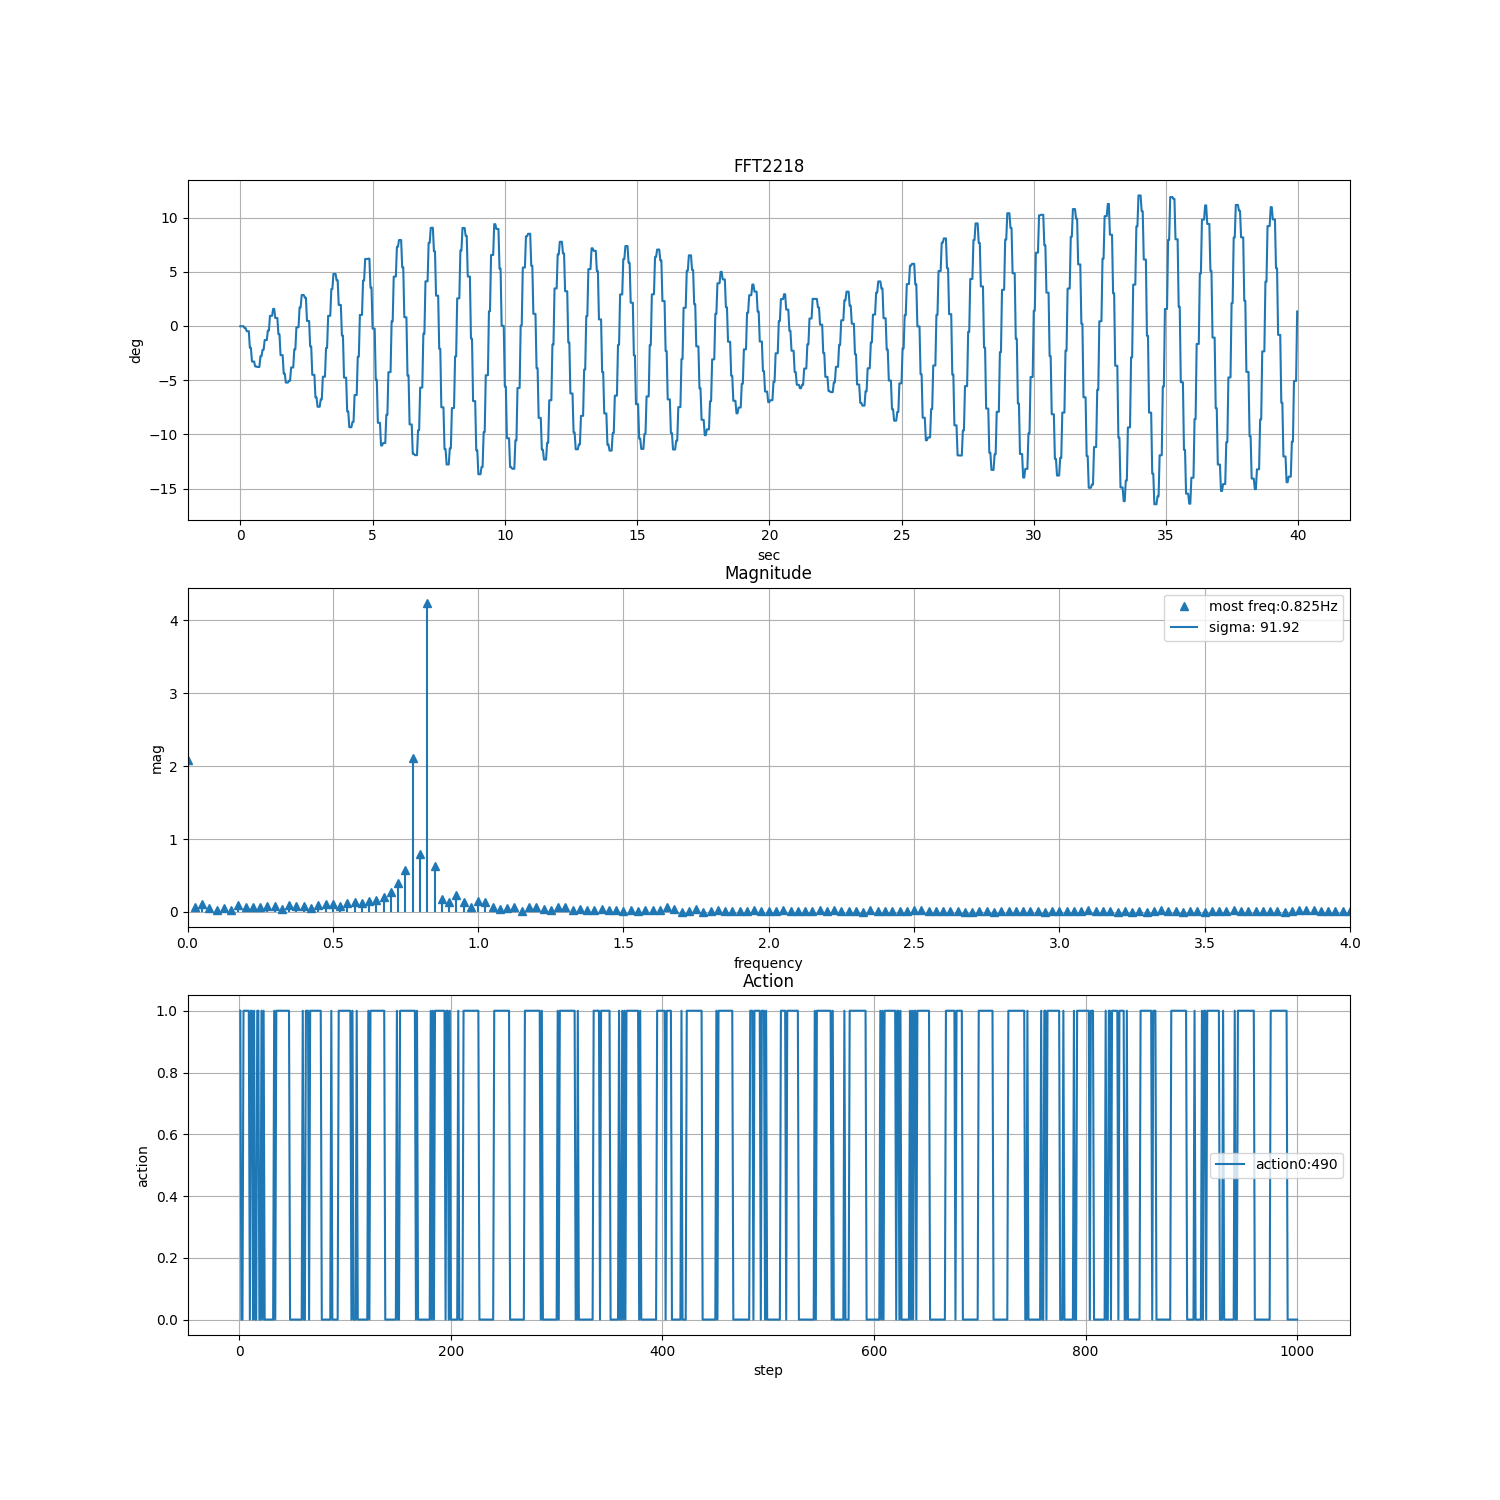 FFT2218
10
5
0
−5
−10
−15
deg
0 5 10 15 20 25 30 35 40
sec
Magnitude
most freq:0.825Hz
sigma: 91.92
4
3
2
1
0
mag
0.0 0.5 1.0 1.5 2.0 2.5 3.0 3.5 4.0
frequency
Action
1.0
0.8
0.6
0.4
0.2
0.0
action
action0:490
0 200 400 600 800 1000
step